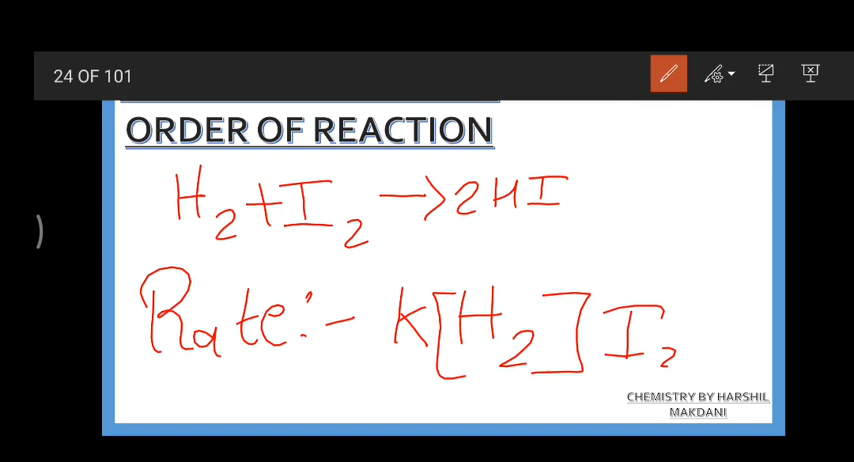 24 OF 101
ORDER OF REACTION
H₂+I₂→2HI
Rate:- K[H₂]I₂
CHEMISTRY BY HARSHIL
MAKDANI